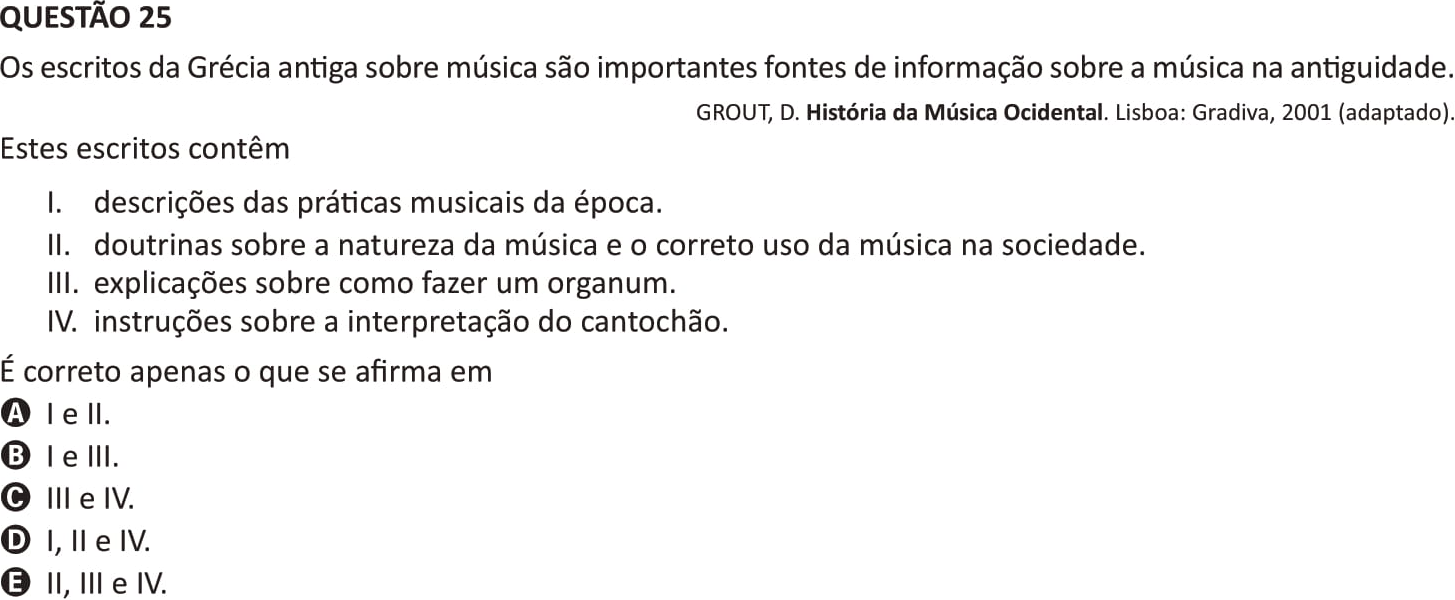 QUESTÃO 25
Os escritos da Grécia antiga sobre música são importantes fontes de informação sobre a música na antiguidade.
GROUT, D. História da Música Ocidental. Lisboa: Gradiva, 2001 (adaptado).
Estes escritos contêm
I. descrições das práticas musicais da época.
II. doutrinas sobre a natureza da música e o correto uso da música na sociedade.
III. explicações sobre como fazer um organum.
IV. instruções sobre a interpretação do cantochão.
É correto apenas o que se afirma em
A I e II.
B I e III.
C III e IV.
D I, II e IV.
E II, III e IV.